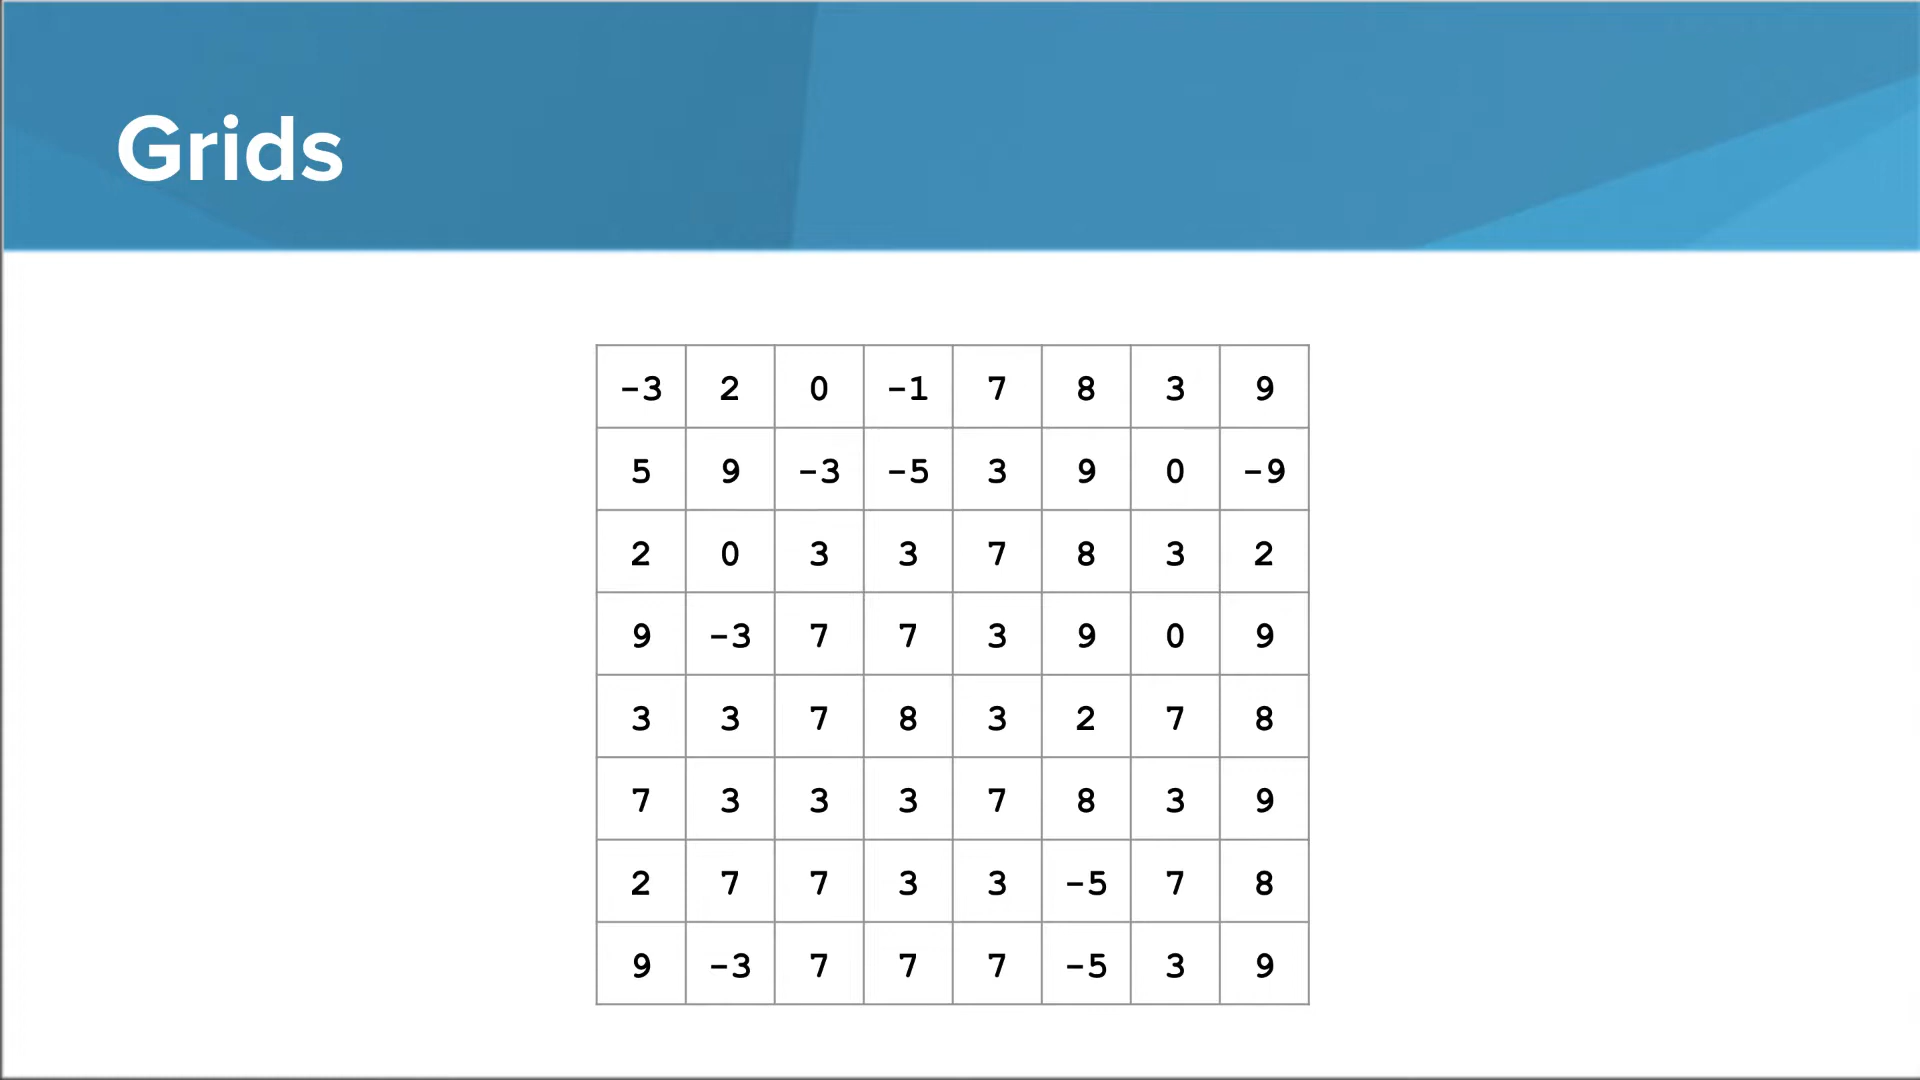 Grids
-3 2 0 -1 7 8 3 9
5 9 -3 -5 3 9 0 -9
2 0 3 3 7 8 3 2
9 -3 7 7 3 9 0 9
3 3 7 8 3 2 7 8
7 3 3 3 7 8 3 9
2 7 7 3 3 -5 7 8
9 -3 7 7 7 -5 3 9